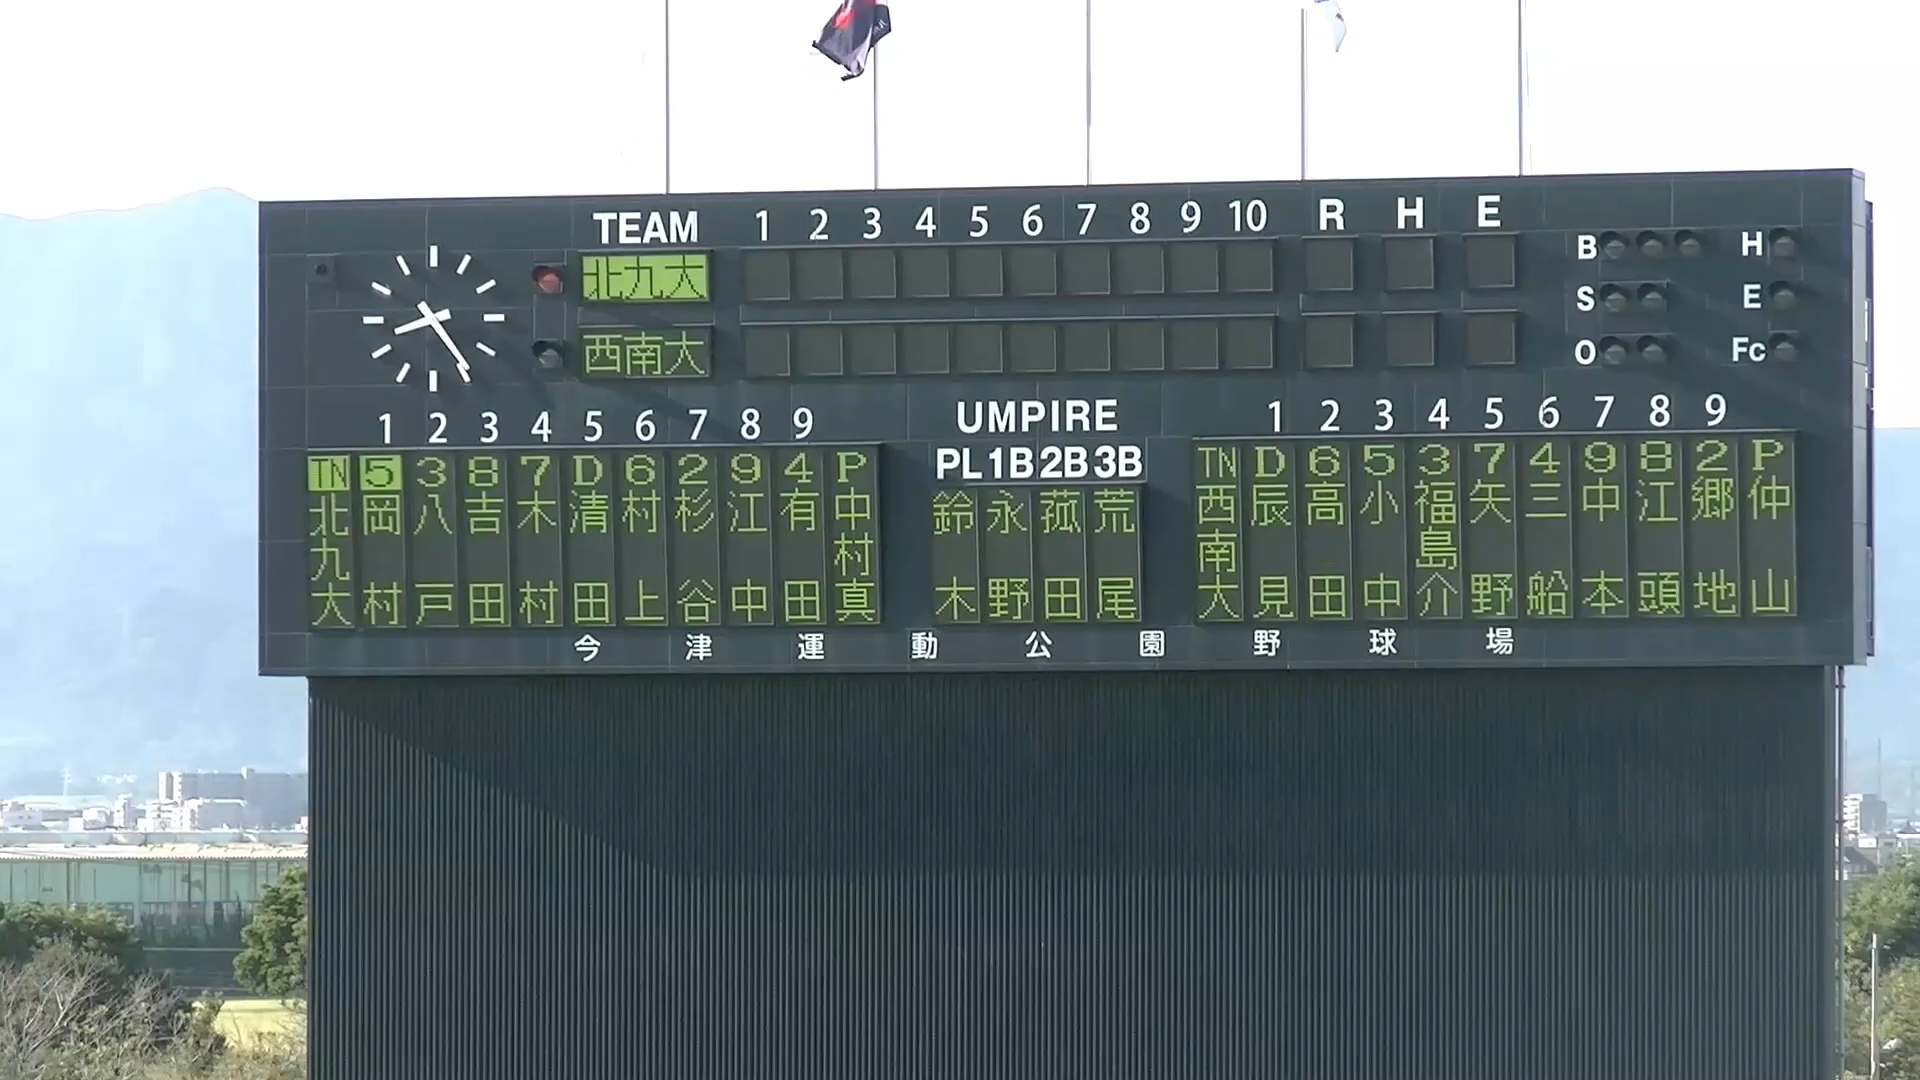 TEAM 1 2 3 4 5 6 7 8 9 10 R H E
北九大
西南大
B H
S E
O Fc
1 2 3 4 5 6 7 8 9
TN 5 3 8 7 D 6 2 9 4 P
北九大
岡村
八戸
吉田
木村
清田
村上
杉谷
江中
有田
中村真
UMPIRE
PL 1B 2B 3B
鈴木
永野
菰田
荒尾
1 2 3 4 5 6 7 8 9
TN D 6 5 3 7 4 9 8 2 P
西南大
辰見
高田
小中
福島介
矢野
三船
中本
江頭
郷地
仲山
今津運動公園野球場